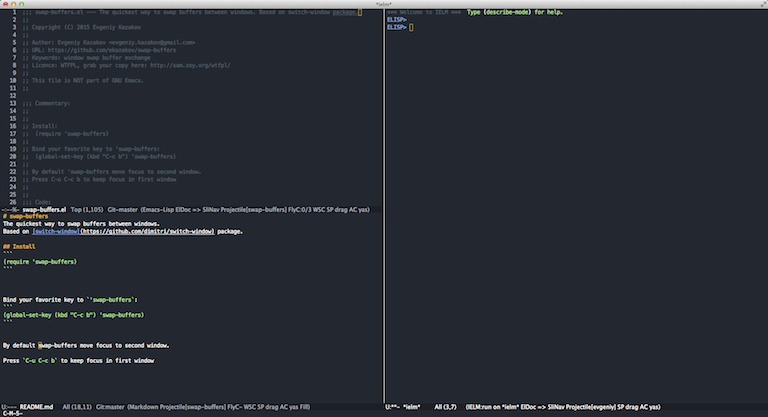 *ielm*
1 ;;; swap-buffers.el --- The quickest way to swap buffers between windows. Based on switch-window package.
2 ;;
3 ;; Copyright (C) 2015 Evgeniy Kazakov
4 ;;
5 ;; Author: Evgeniy Kazakov <evgeniy.kazakov@gmail.com>
6 ;; URL: https://github.com/ekazakov/swap-buffers
7 ;; Keywords: window swap buffer exchange
8 ;; Licence: WTFPL, grab your copy here: http://sam.zoy.org/wtfpl/
9 ;;
10 ;; This file is NOT part of GNU Emacs.
11 ;;
12
13 ;;; Commentary:
14 ;;
15 ;;
16 ;; Install:
17 ;;  (require 'swap-buffers)
18 ;;
19 ;; Bind your favorite key to 'swap-buffers:
20 ;;  (global-set-key (kbd "C-c b") 'swap-buffers)
21 ;;
22 ;; By default 'swap-buffers move focus to second window.
23 ;; Press C-u C-c b to keep focus in first window
24 ;;
25 ;;
26 ;;; Code:
-:--%- swap-buffers.el Top (1,105) Git-master (Emacs-Lisp ElDoc => SliNav Projectile[swap-buffers] FlyC:0/3 WSC SP drag AC yas)
# swap-buffers
The quickest way to swap buffers between windows.
Based on [switch-window](https://github.com/dimitri/switch-window) package.
## Install
```
(require 'swap-buffers)
```
Bind your favorite key to `'swap-buffers`:
```
(global-set-key (kbd "C-c b") 'swap-buffers)
```
By default swap-buffers move focus to second window.
Press `C-u C-c b` to keep focus in first window
U:--- README.md All (18,11) Git:master (Markdown Projectile[swap-buffers] FlyC- WSC SP drag AC yas Fill)
C-M-S-
*** Welcome to IELM *** Type (describe-mode) for help.
ELISP>
ELISP>
U:**- *ielm* All (3,7) (IELM:run on *ielm* ElDoc => SliNav Projectile[evgeniy] SP drag AC yas)